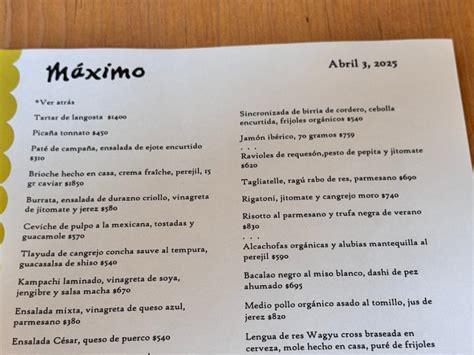 Máximo
Abril 3, 2025
*Ver atrás
Tartar de langosta $1400
Picaña tonnato $450
Paté de campaña, ensalada de ejote encurtido
$310
Brioche hecho en casa, crema fraîche, perejil, 15
gr caviar $1850
Burrata, ensalada de durazno criollo, vinagreta
de jitomate y jerez $580
Ceviche de pulpo a la mexicana, tostadas y
guacamole $570
Tlayuda de cangrejo concha suave al tempura,
guacasalsa de shiso $540
Kampachi laminado, vinagreta de soya,
jengibre y salsa macha $670
Ensalada mixta, vinagreta de queso azul,
parmesano $380
Ensalada César, queso de puerco $540
Sincronizada de birria de cordero, cebolla
encurtida, frijoles orgánicos $540
Jamón ibérico, 70 gramos $759
. . .
Ravioles de requesón,pesto de pepita y jitomate
$620
Tagliatelle, ragú rabo de res, parmesano $690
Rigatoni, jitomate y cangrejo moro $740
Risotto al parmesano y trufa negra de verano
$830
. . .
Alcachofas orgánicas y alubias mantequilla al
perejil $590
Bacalao negro al miso blanco, dashi de pez
ahumado $695
Medio pollo orgánico asado al tomillo, jus de
jerez $820
Lengua de res Wagyu cross braseada en
cerveza, mole hecho en casa, puré de frijoles